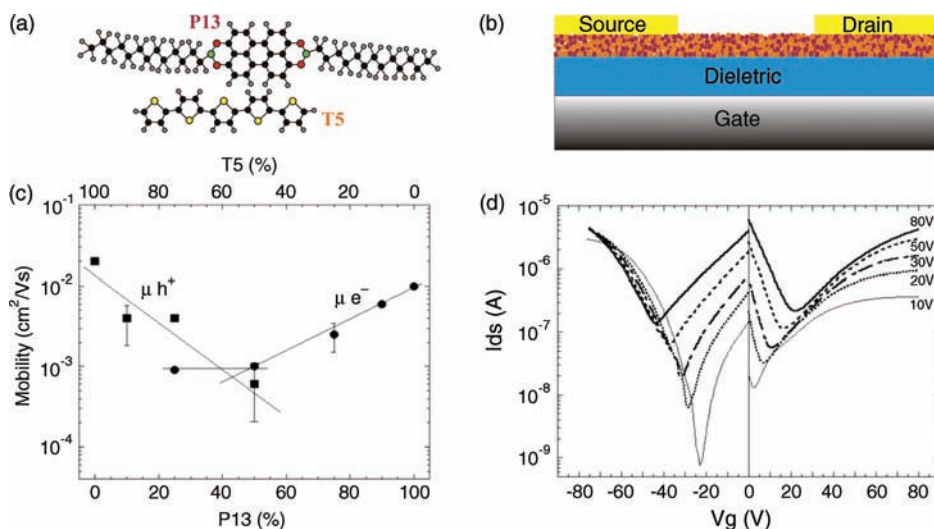 (a)
P13
T5
(b)
Source
Drain
Dieletric
Gate
(c)
T5 (%)
100 80 60 40 20 0
10-1
10-2
10-3
10-4
Mobility (cm2/Vs)
μ h+
μ e−
0 20 40 60 80 100
P13 (%)
(d)
10-5
10-6
10-7
10-8
10-9
Ids (A)
80V
50V
30V
20V
10V
-80 -60 -40 -20 0 20 40 60 80
Vg (V)